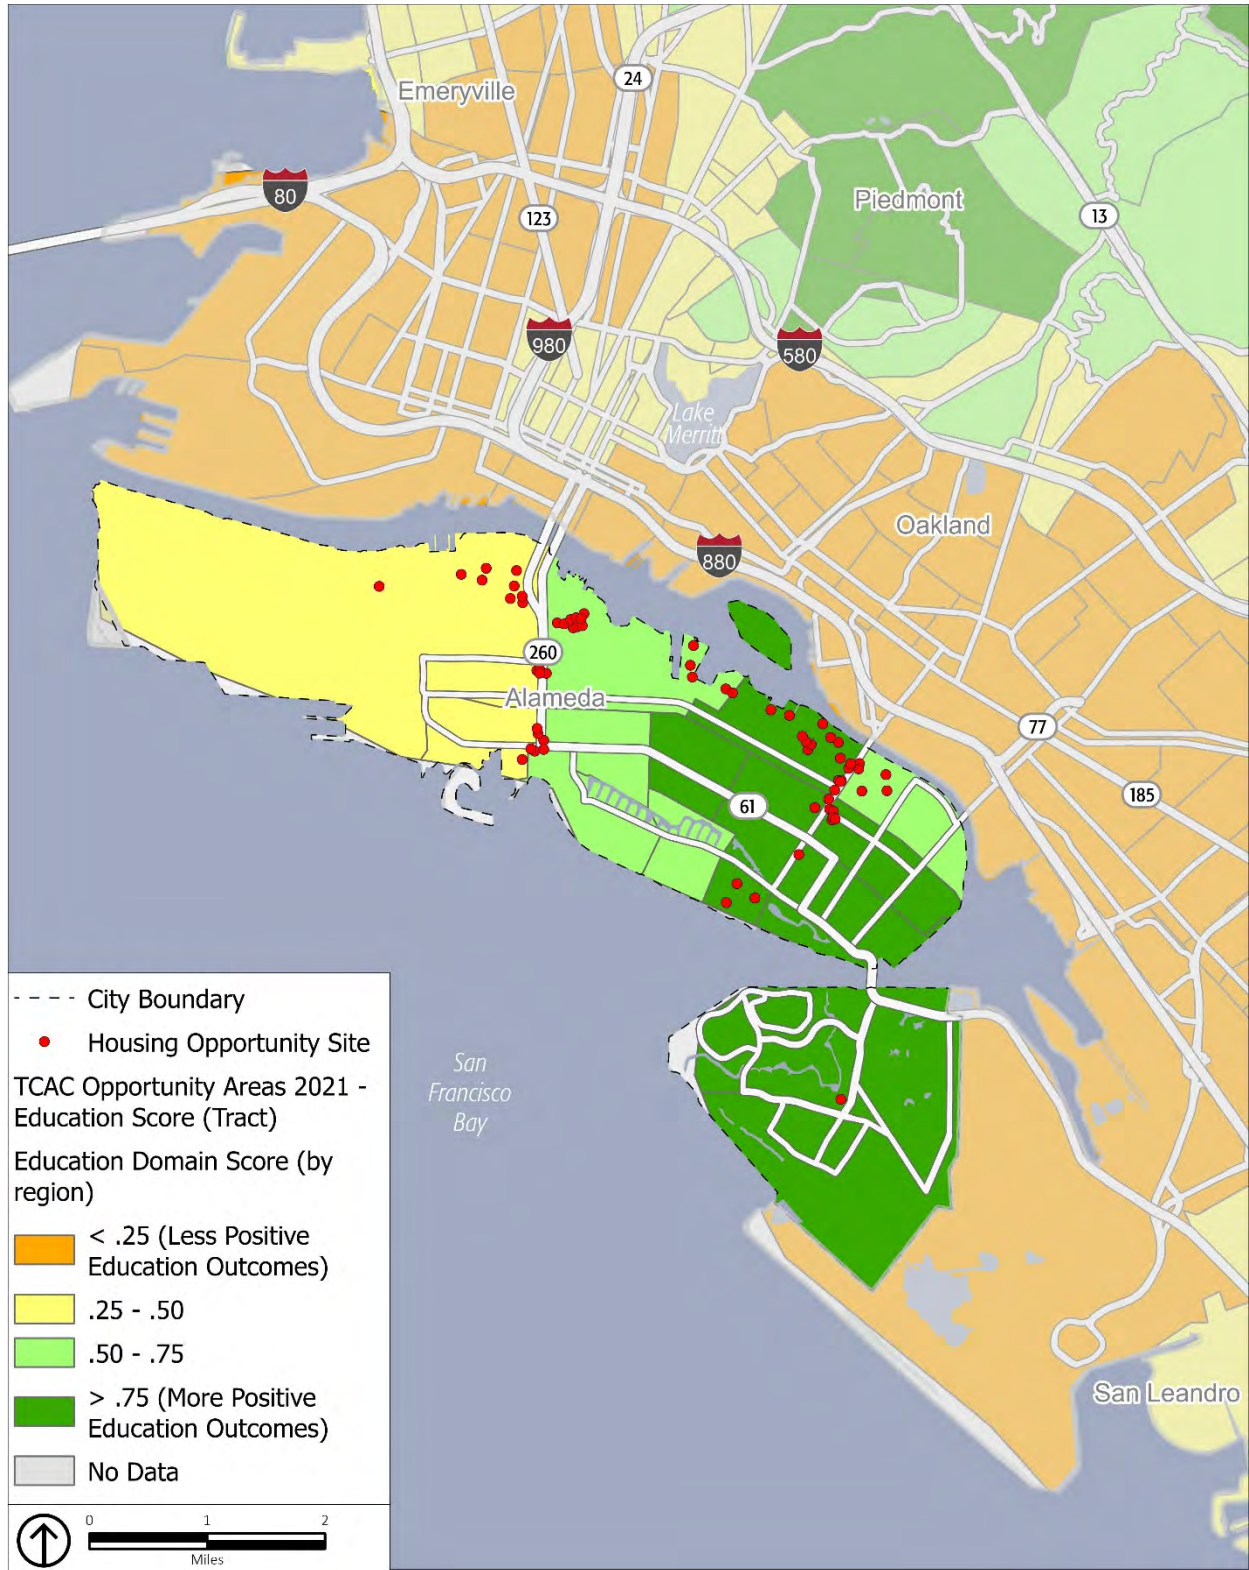 24
Emeryville
80
123
Piedmont
13
980
580
Lake
Merritt
Oakland
880
260
Alameda
77
61
185
City Boundary
Housing Opportunity Site
TCAC Opportunity Areas 2021 -
Education Score (Tract)
Education Domain Score (by
region)
< .25 (Less Positive
Education Outcomes)
.25 - .50
.50 - .75
> .75 (More Positive
Education Outcomes)
No Data
0 1 2
Miles
San
Francisco
Bay
San Leandro